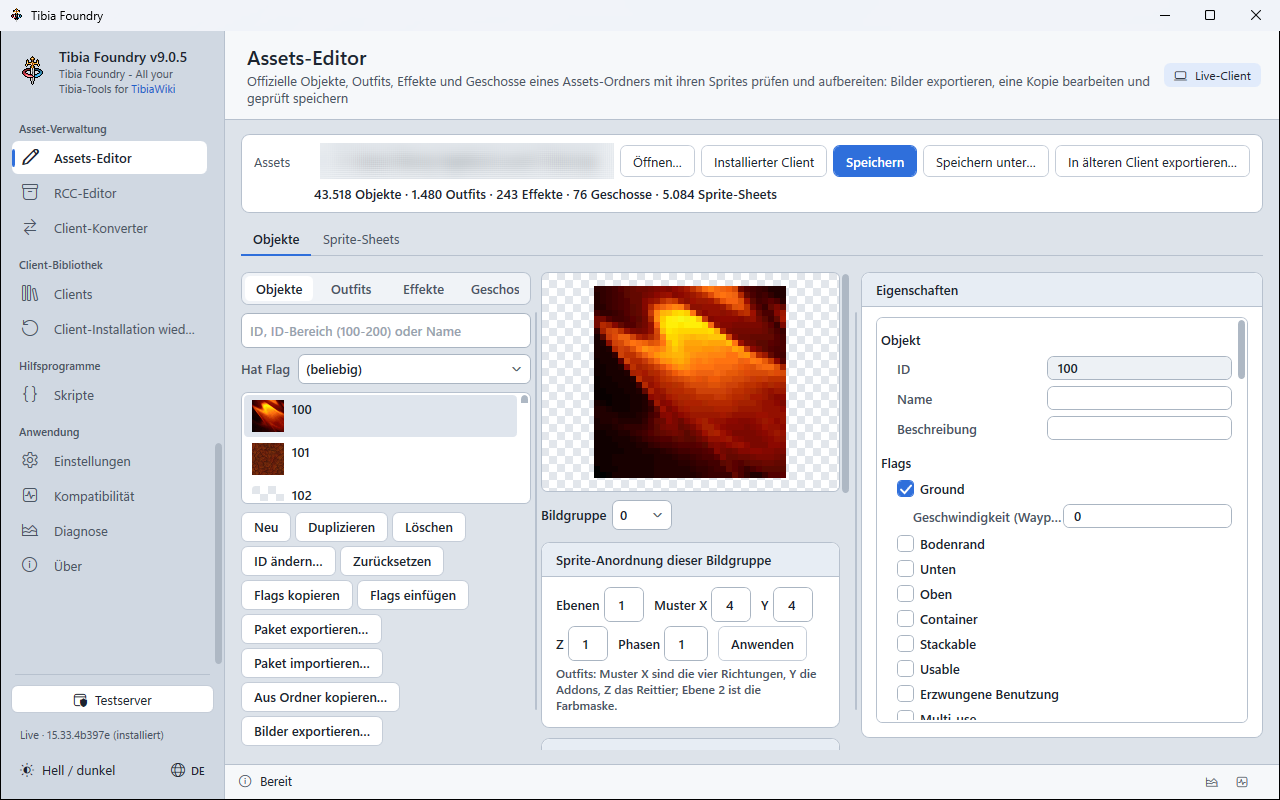 Tibia Foundry
Tibia Foundry v9.0.5
Tibia Foundry - All your
Tibia-Tools for TibiaWiki
Asset-Verwaltung
Assets-Editor
RCC-Editor
Client-Konverter
Client-Bibliothek
Clients
Client-Installation wied...
Hilfsprogramme
Skripte
Anwendung
Einstellungen
Kompatibilität
Diagnose
Über
Testserver
Live · 15.33.4b397e (installiert)
Hell / dunkel DE
Assets-Editor
Offizielle Objekte, Outfits, Effekte und Geschosse eines Assets-Ordners mit ihren Sprites prüfen und aufbereiten: Bilder exportieren, eine Kopie bearbeiten und
geprüft speichern
Live-Client
Assets Öffnen... Installierter Client Speichern Speichern unter... In älteren Client exportieren...
43.518 Objekte · 1.480 Outfits · 243 Effekte · 76 Geschosse · 5.084 Sprite-Sheets
Objekte Sprite-Sheets
Objekte Outfits Effekte Geschos
ID, ID-Bereich (100-200) oder Name
Hat Flag (beliebig)
100
101
102
Neu Duplizieren Löschen
ID ändern... Zurücksetzen
Flags kopieren Flags einfügen
Paket exportieren...
Paket importieren...
Aus Ordner kopieren...
Bilder exportieren...
Bildgruppe 0
Sprite-Anordnung dieser Bildgruppe
Ebenen 1 Muster X 4 Y 4
Z 1 Phasen 1 Anwenden
Outfits: Muster X sind die vier Richtungen, Y die
Addons, Z das Reittier; Ebene 2 ist die
Farbmaske.
Eigenschaften
Objekt
ID 100
Name
Beschreibung
Flags
Ground
Geschwindigkeit (Wayp... 0
Bodenrand
Unten
Oben
Container
Stackable
Usable
Erzwungene Benutzung
Multi-use
Bereit